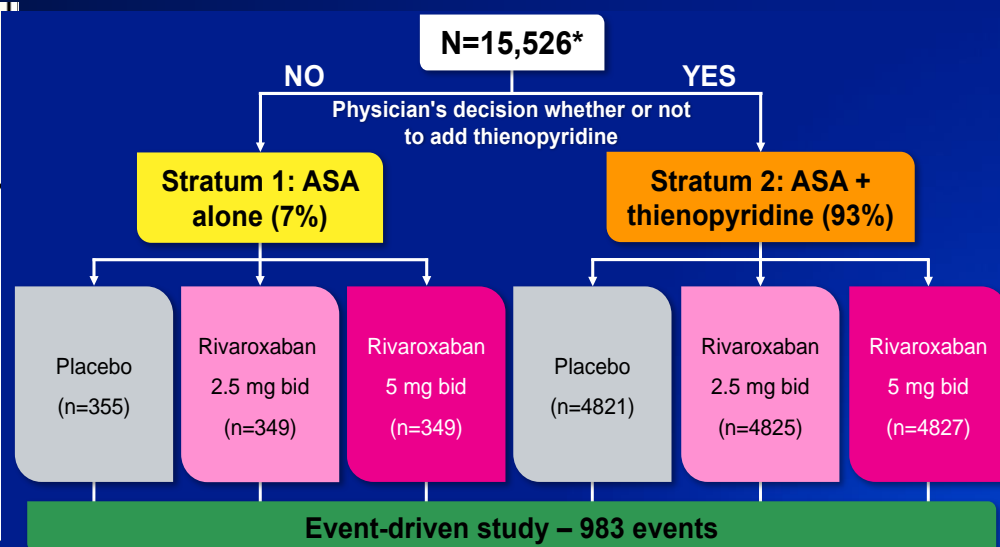 N=15,526*
NO
YES
Physician's decision whether or not
to add thienopyridine
Stratum 1: ASA
alone (7%)
Stratum 2: ASA +
thienopyridine (93%)
Placebo
(n=355)
Rivaroxaban
2.5 mg bid
(n=349)
Rivaroxaban
5 mg bid
(n=349)
Placebo
(n=4821)
Rivaroxaban
2.5 mg bid
(n=4825)
Rivaroxaban
5 mg bid
(n=4827)
Event-driven study – 983 events